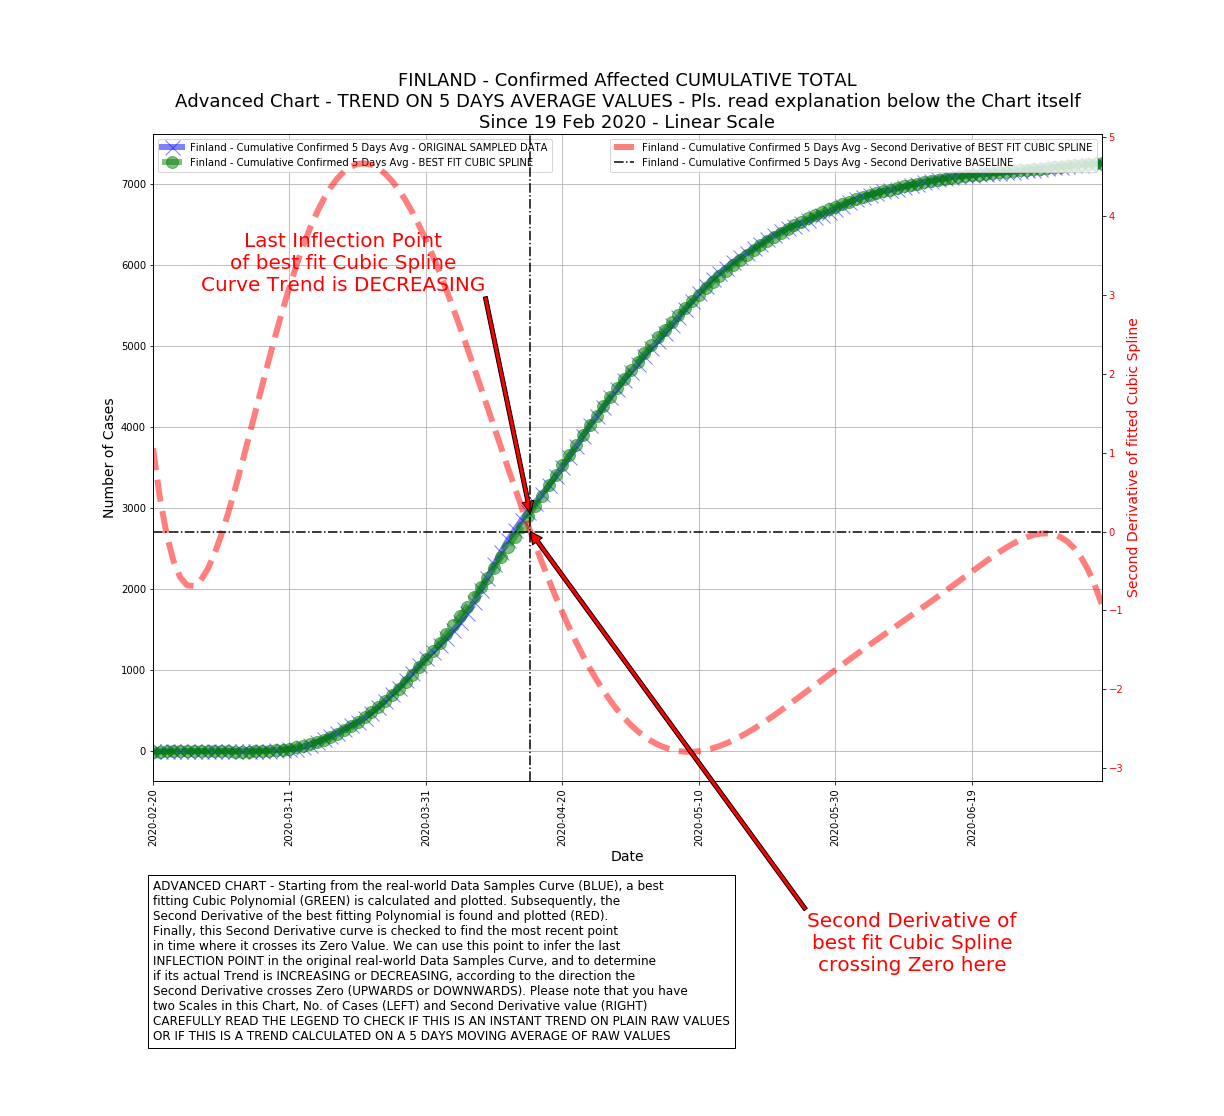 FINLAND - Confirmed Affected CUMULATIVE TOTAL
Advanced Chart - TREND ON 5 DAYS AVERAGE VALUES - Pls. read explanation below the Chart itself
Since 19 Feb 2020 - Linear Scale
Finland - Cumulative Confirmed 5 Days Avg - ORIGINAL SAMPLED DATA
Finland - Cumulative Confirmed 5 Days Avg - BEST FIT CUBIC SPLINE
Finland - Cumulative Confirmed 5 Days Avg - Second Derivative of BEST FIT CUBIC SPLINE
Finland - Cumulative Confirmed 5 Days Avg - Second Derivative BASELINE
Last Inflection Point
of best fit Cubic Spline
Curve Trend is DECREASING
Number of Cases
7000
6000
5000
4000
3000
2000
1000
0
5
4
3
2
1
0
−1
−2
−3
Second Derivative of fitted Cubic Spline
2020-02-20
2020-03-11
2020-03-31
2020-04-20
2020-05-10
2020-05-30
2020-06-19
Date
Second Derivative of
best fit Cubic Spline
crossing Zero here
ADVANCED CHART - Starting from the real-world Data Samples Curve (BLUE), a best
fitting Cubic Polynomial (GREEN) is calculated and plotted. Subsequently, the
Second Derivative of the best fitting Polynomial is found and plotted (RED).
Finally, this Second Derivative curve is checked to find the most recent point
in time where it crosses its Zero Value. We can use this point to infer the last
INFLECTION POINT in the original real-world Data Samples Curve, and to determine
if its actual Trend is INCREASING or DECREASING, according to the direction the
Second Derivative crosses Zero (UPWARDS or DOWNWARDS). Please note that you have
two Scales in this Chart, No. of Cases (LEFT) and Second Derivative value (RIGHT)
CAREFULLY READ THE LEGEND TO CHECK IF THIS IS AN INSTANT TREND ON PLAIN RAW VALUES
OR IF THIS IS A TREND CALCULATED ON A 5 DAYS MOVING AVERAGE OF RAW VALUES